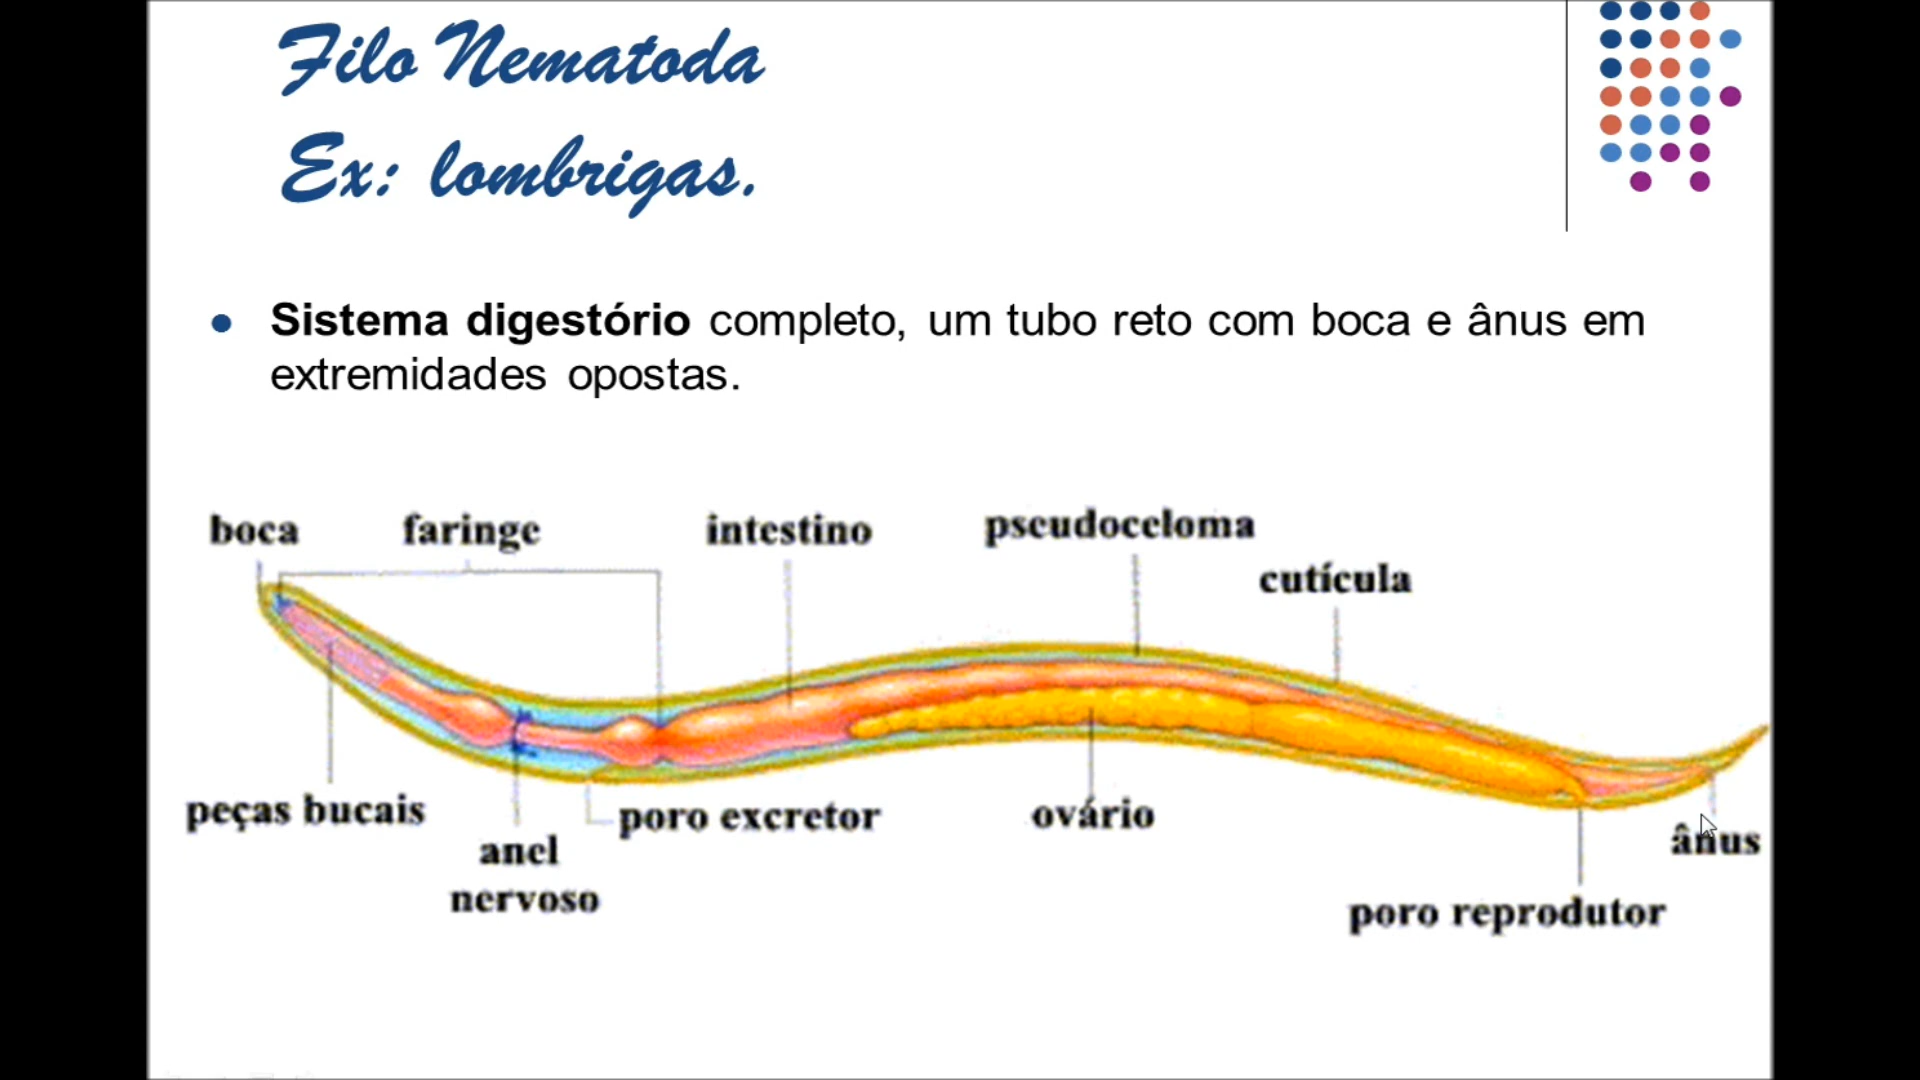 Filo Nematoda
Ex: lombrigas.
Sistema digestório completo, um tubo reto com boca e ânus em
extremidades opostas.
boca
faringe
intestino
pseudoceloma
cutícula
peças bucais
anel
nervoso
poro excretor
ovário
ânus
poro reprodutor